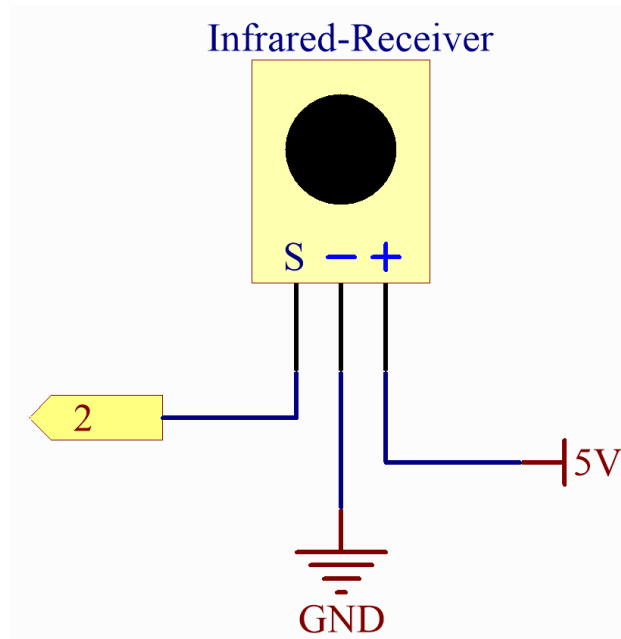 Infrared-Receiver
S − +
2
5V
GND